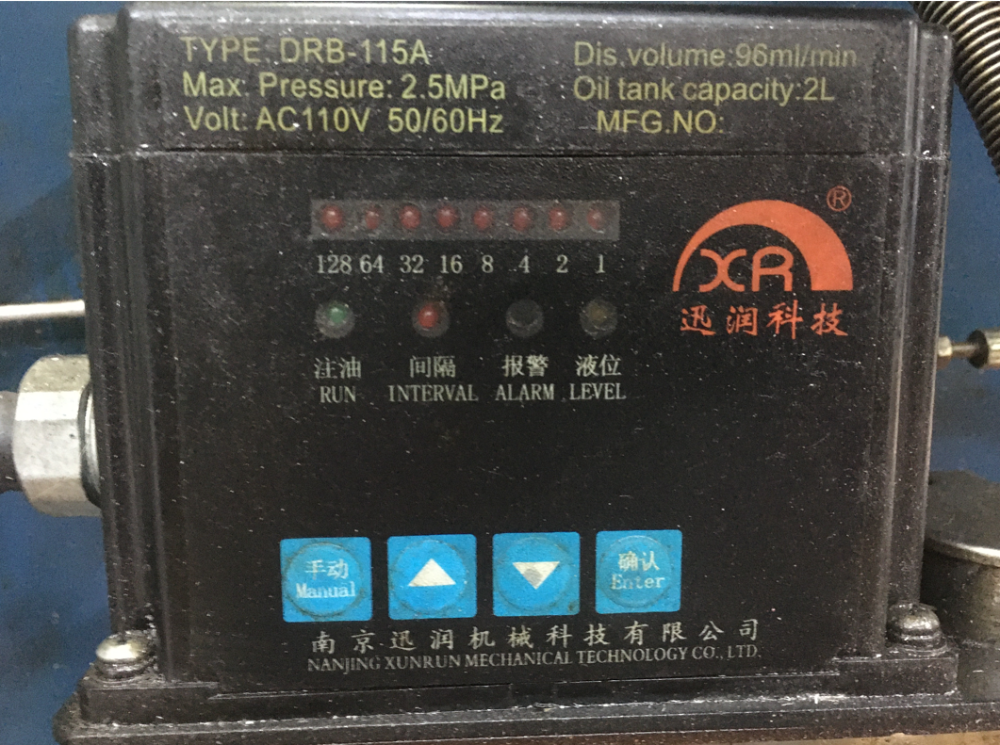 TYPE: DRB-115A
Dis.volume:96ml/min
Max. Pressure: 2.5MPa
Oil tank capacity:2L
Volt: AC110V 50/60Hz
MFG.NO:
128 64 32 16 8 4 2 1
®
XR
迅润科技
注油 间隔 报警 液位
RUN INTERVAL ALARM LEVEL
手动 确认
Manual Enter
南京迅润机械科技有限公司
NANJING XUNRUN MECHANICAL TECHNOLOGY CO., LTD.